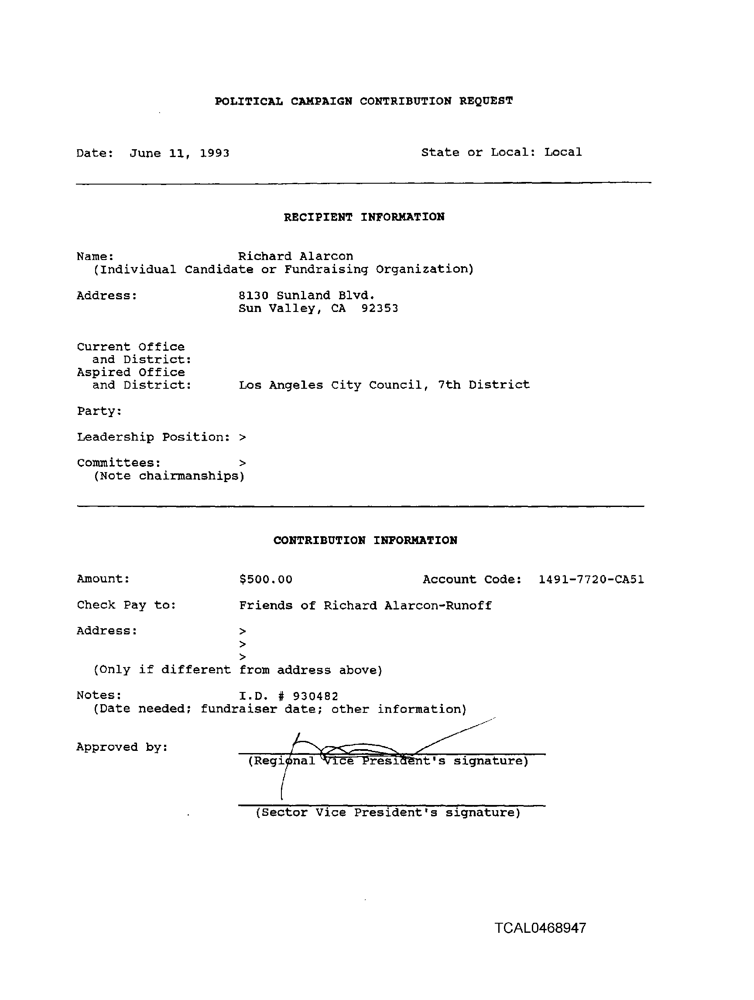 POLITICAL CAMPAIGN CONTRIBUTION REQUEST
Date: June 11, 1993 State or Local: Local
RECIPIENT INFORMATION
Name: Richard Alarcon
(Individual Candidate or Fundraising Organization)
Address: 8130 Sunland Blvd.
Sun Valley, CA 92353
Current Office
and District:
Aspired Office
and District: Los Angeles City Council, 7th District
Party:
Leadership Position: >
Committees: >
(Note chairmanships)
CONTRIBUTION INFORMATION
Amount: $500.00 Account Code: 1491-7720-CA51
Check Pay to: Friends of Richard Alarcon-Runoff
Address: >
>
>
(Only if different from address above)
Notes: I.D. # 930482
(Date needed; fundraiser date; other information)
Approved by:
(Regional Vice President's signature)
(Sector Vice President's signature)
TCAL0468947